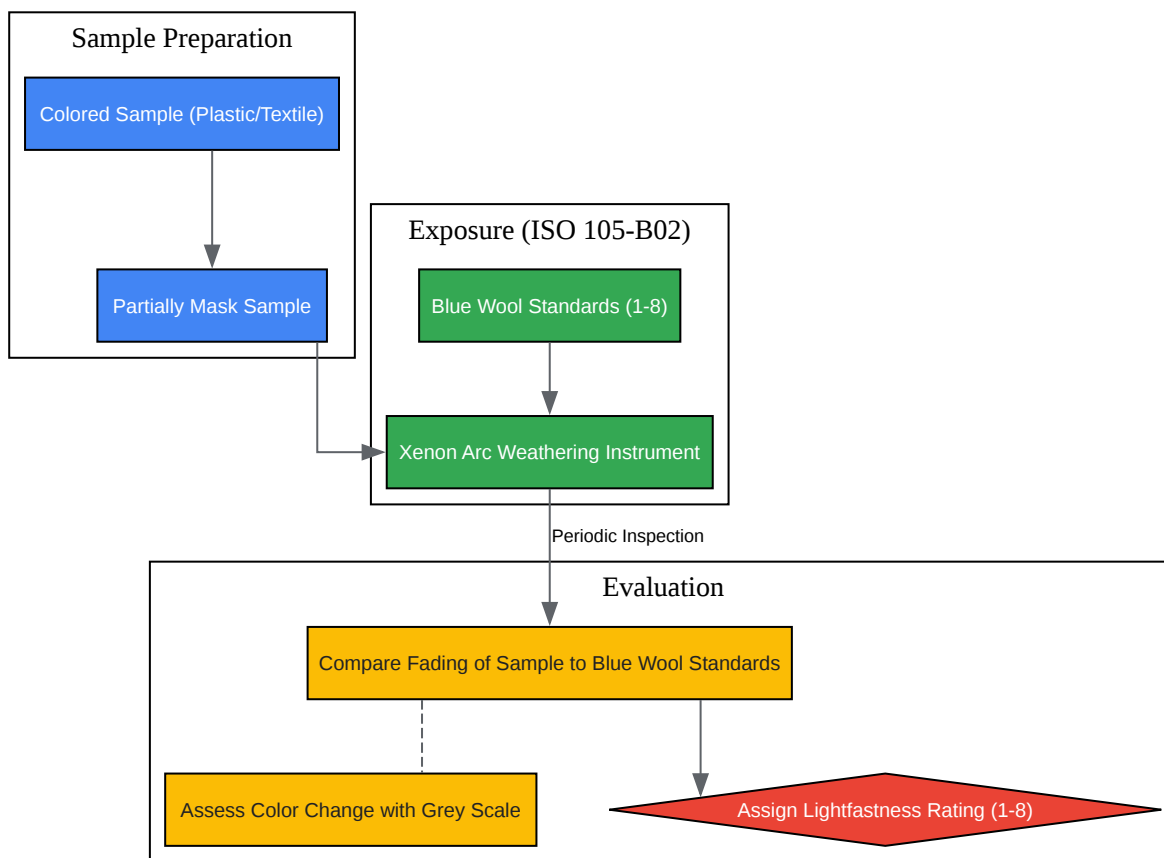 Sample Preparation
Colored Sample (Plastic/Textile)
Partially Mask Sample
Exposure (ISO 105-B02)
Blue Wool Standards (1-8)
Xenon Arc Weathering Instrument
Periodic Inspection
Evaluation
Compare Fading of Sample to Blue Wool Standards
Assess Color Change with Grey Scale
Assign Lightfastness Rating (1-8)